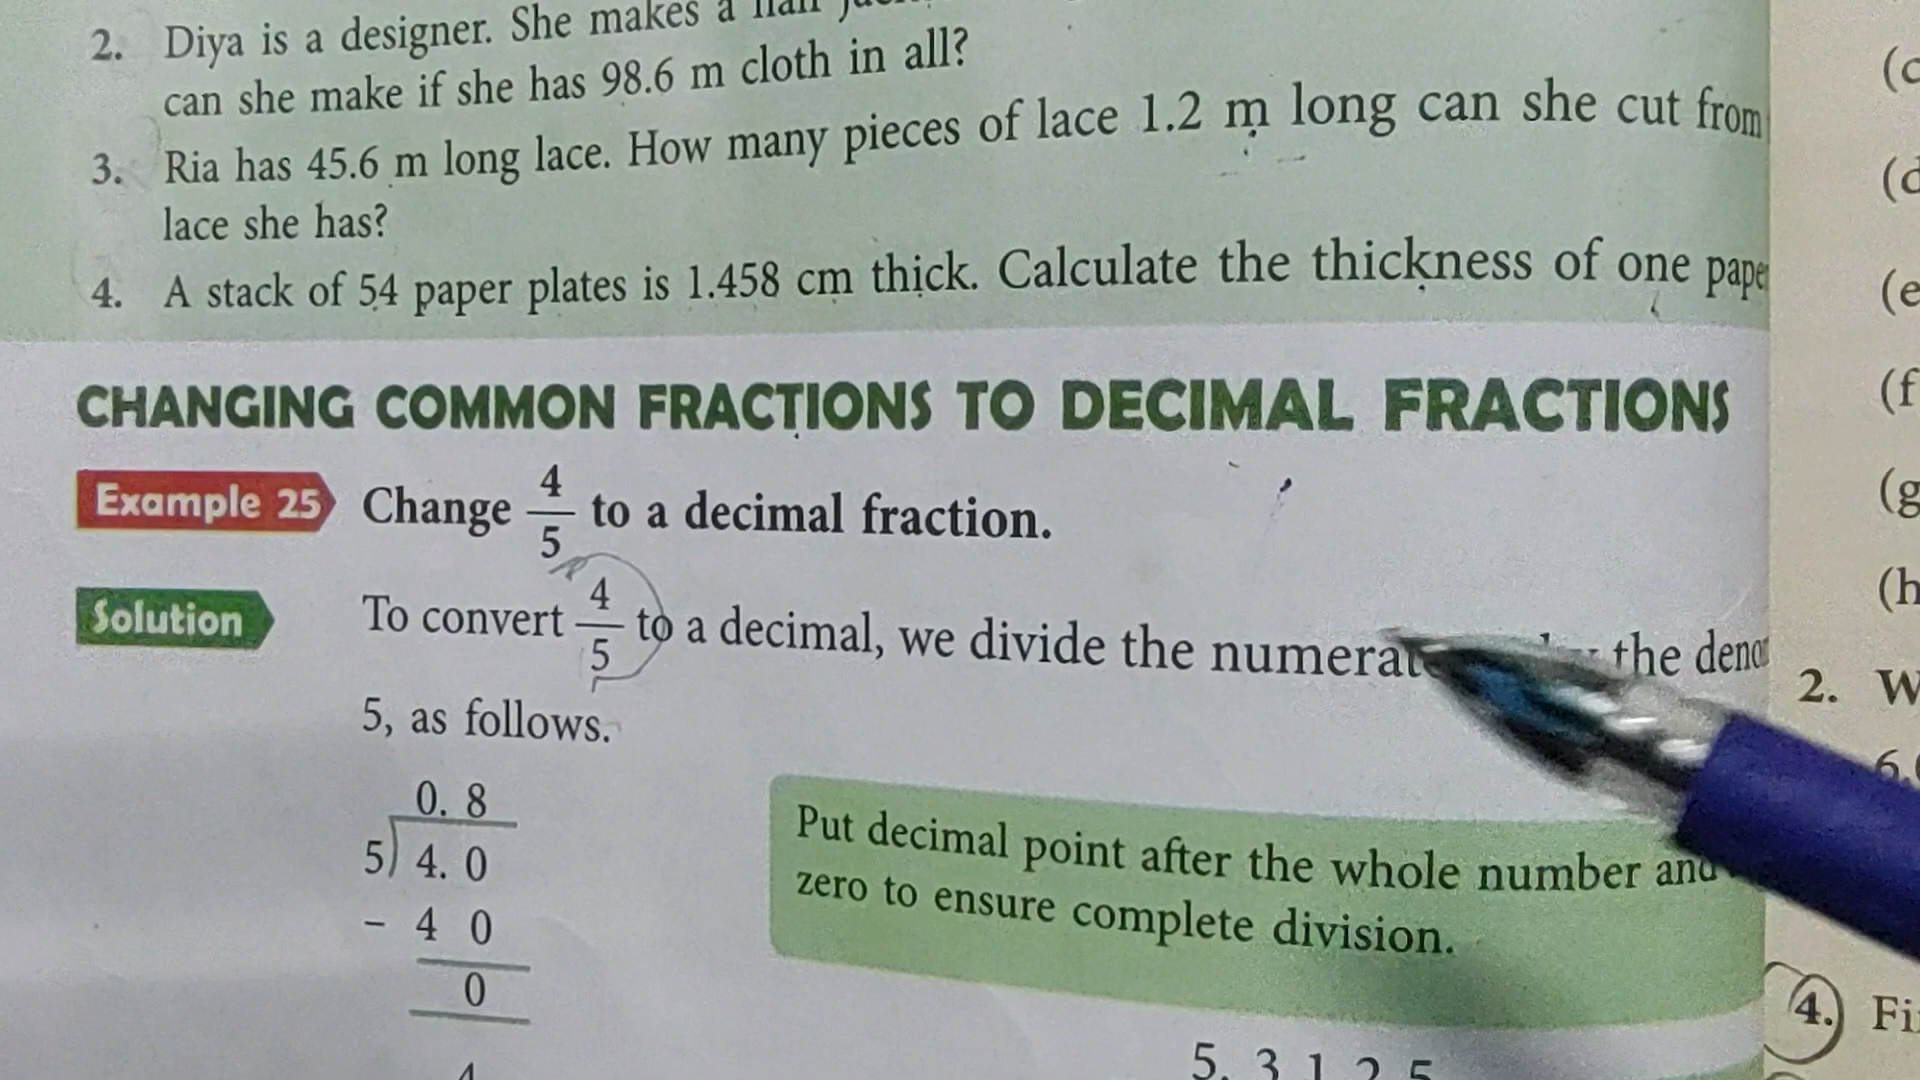 2. Diya is a designer. She makes a
can she make if she has 98.6 m cloth in all?
3. Ria has 45.6 m long lace. How many pieces of lace 1.2 m long can she cut from
lace she has?
4. A stack of 54 paper plates is 1.458 cm thick. Calculate the thickness of one
CHANGING COMMON FRACTIONS TO DECIMAL FRACTIONS
Example 25 Change 4/5 to a decimal fraction.
Solution To convert 4/5 to a decimal, we divide the the
5, as follows.
0. 8
5) 4. 0
- 4 0
0
Put decimal point after the whole number and
zero to ensure complete division.
5. 3 1 2 5
(c
(d
(e
(f
(g
(h
2. W
4. Fi